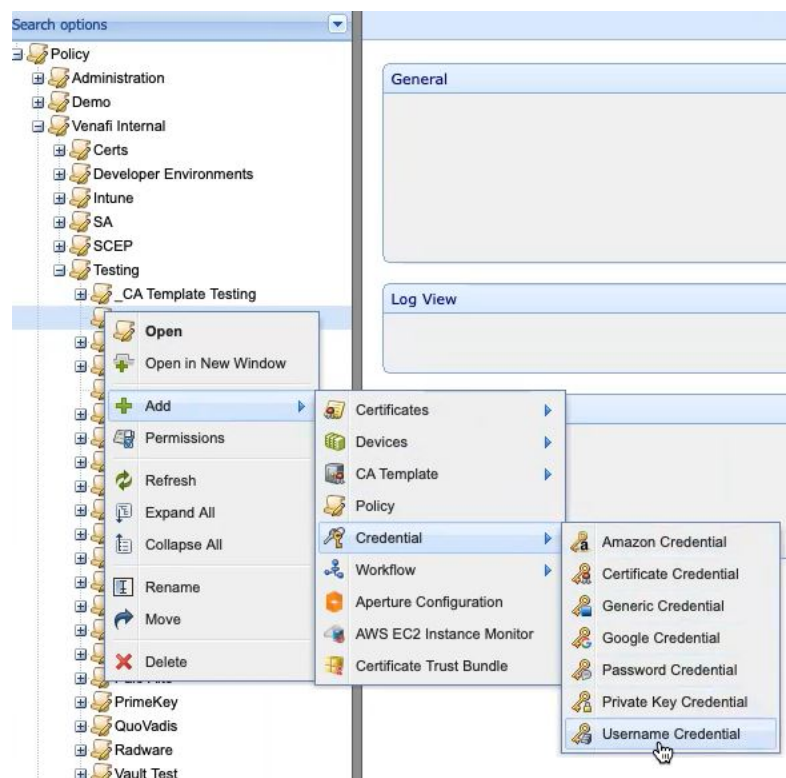 Search options
Policy
Administration
Demo
Venafi Internal
Certs
Developer Environments
Intune
SA
SCEP
Testing
_CA Template Testing
PrimeKey
QuoVadis
Radware
Vault Test
Open
Open in New Window
Add
Permissions
Refresh
Expand All
Collapse All
Rename
Move
Delete
Certificates
Devices
CA Template
Policy
Credential
Workflow
Aperture Configuration
AWS EC2 Instance Monitor
Certificate Trust Bundle
Amazon Credential
Certificate Credential
Generic Credential
Google Credential
Password Credential
Private Key Credential
Username Credential
General
Log View